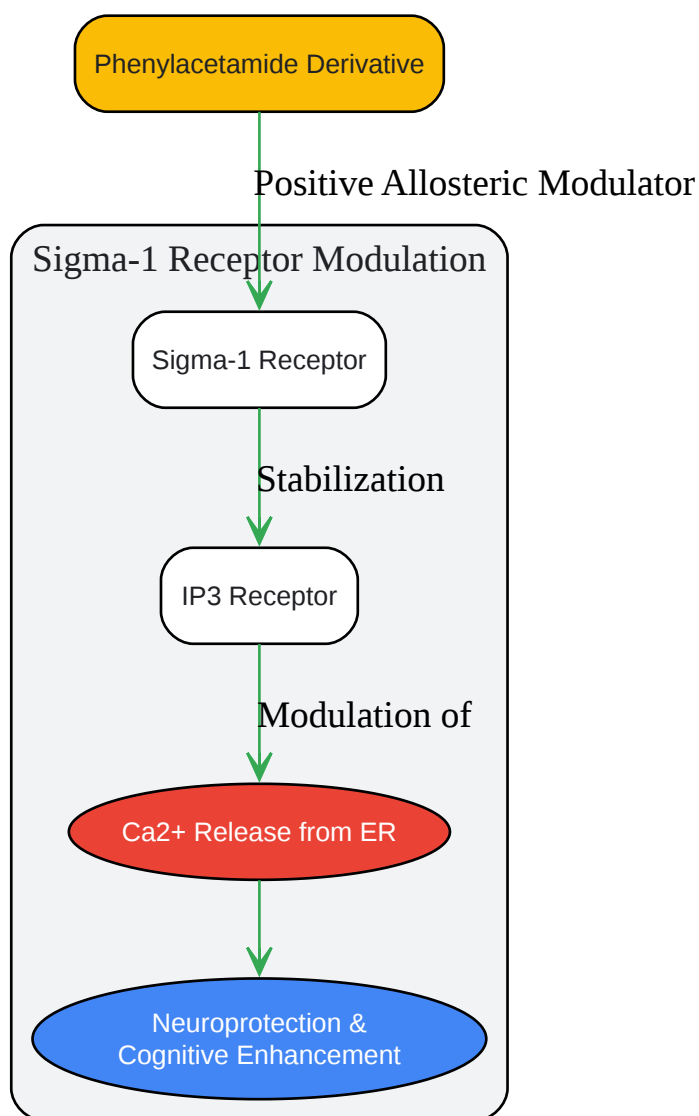 Phenylacetamide Derivative
Positive Allosteric Modulator
Sigma-1 Receptor Modulation
Sigma-1 Receptor
Stabilization
IP3 Receptor
Modulation of
Ca2+ Release from ER
Neuroprotection &
Cognitive Enhancement